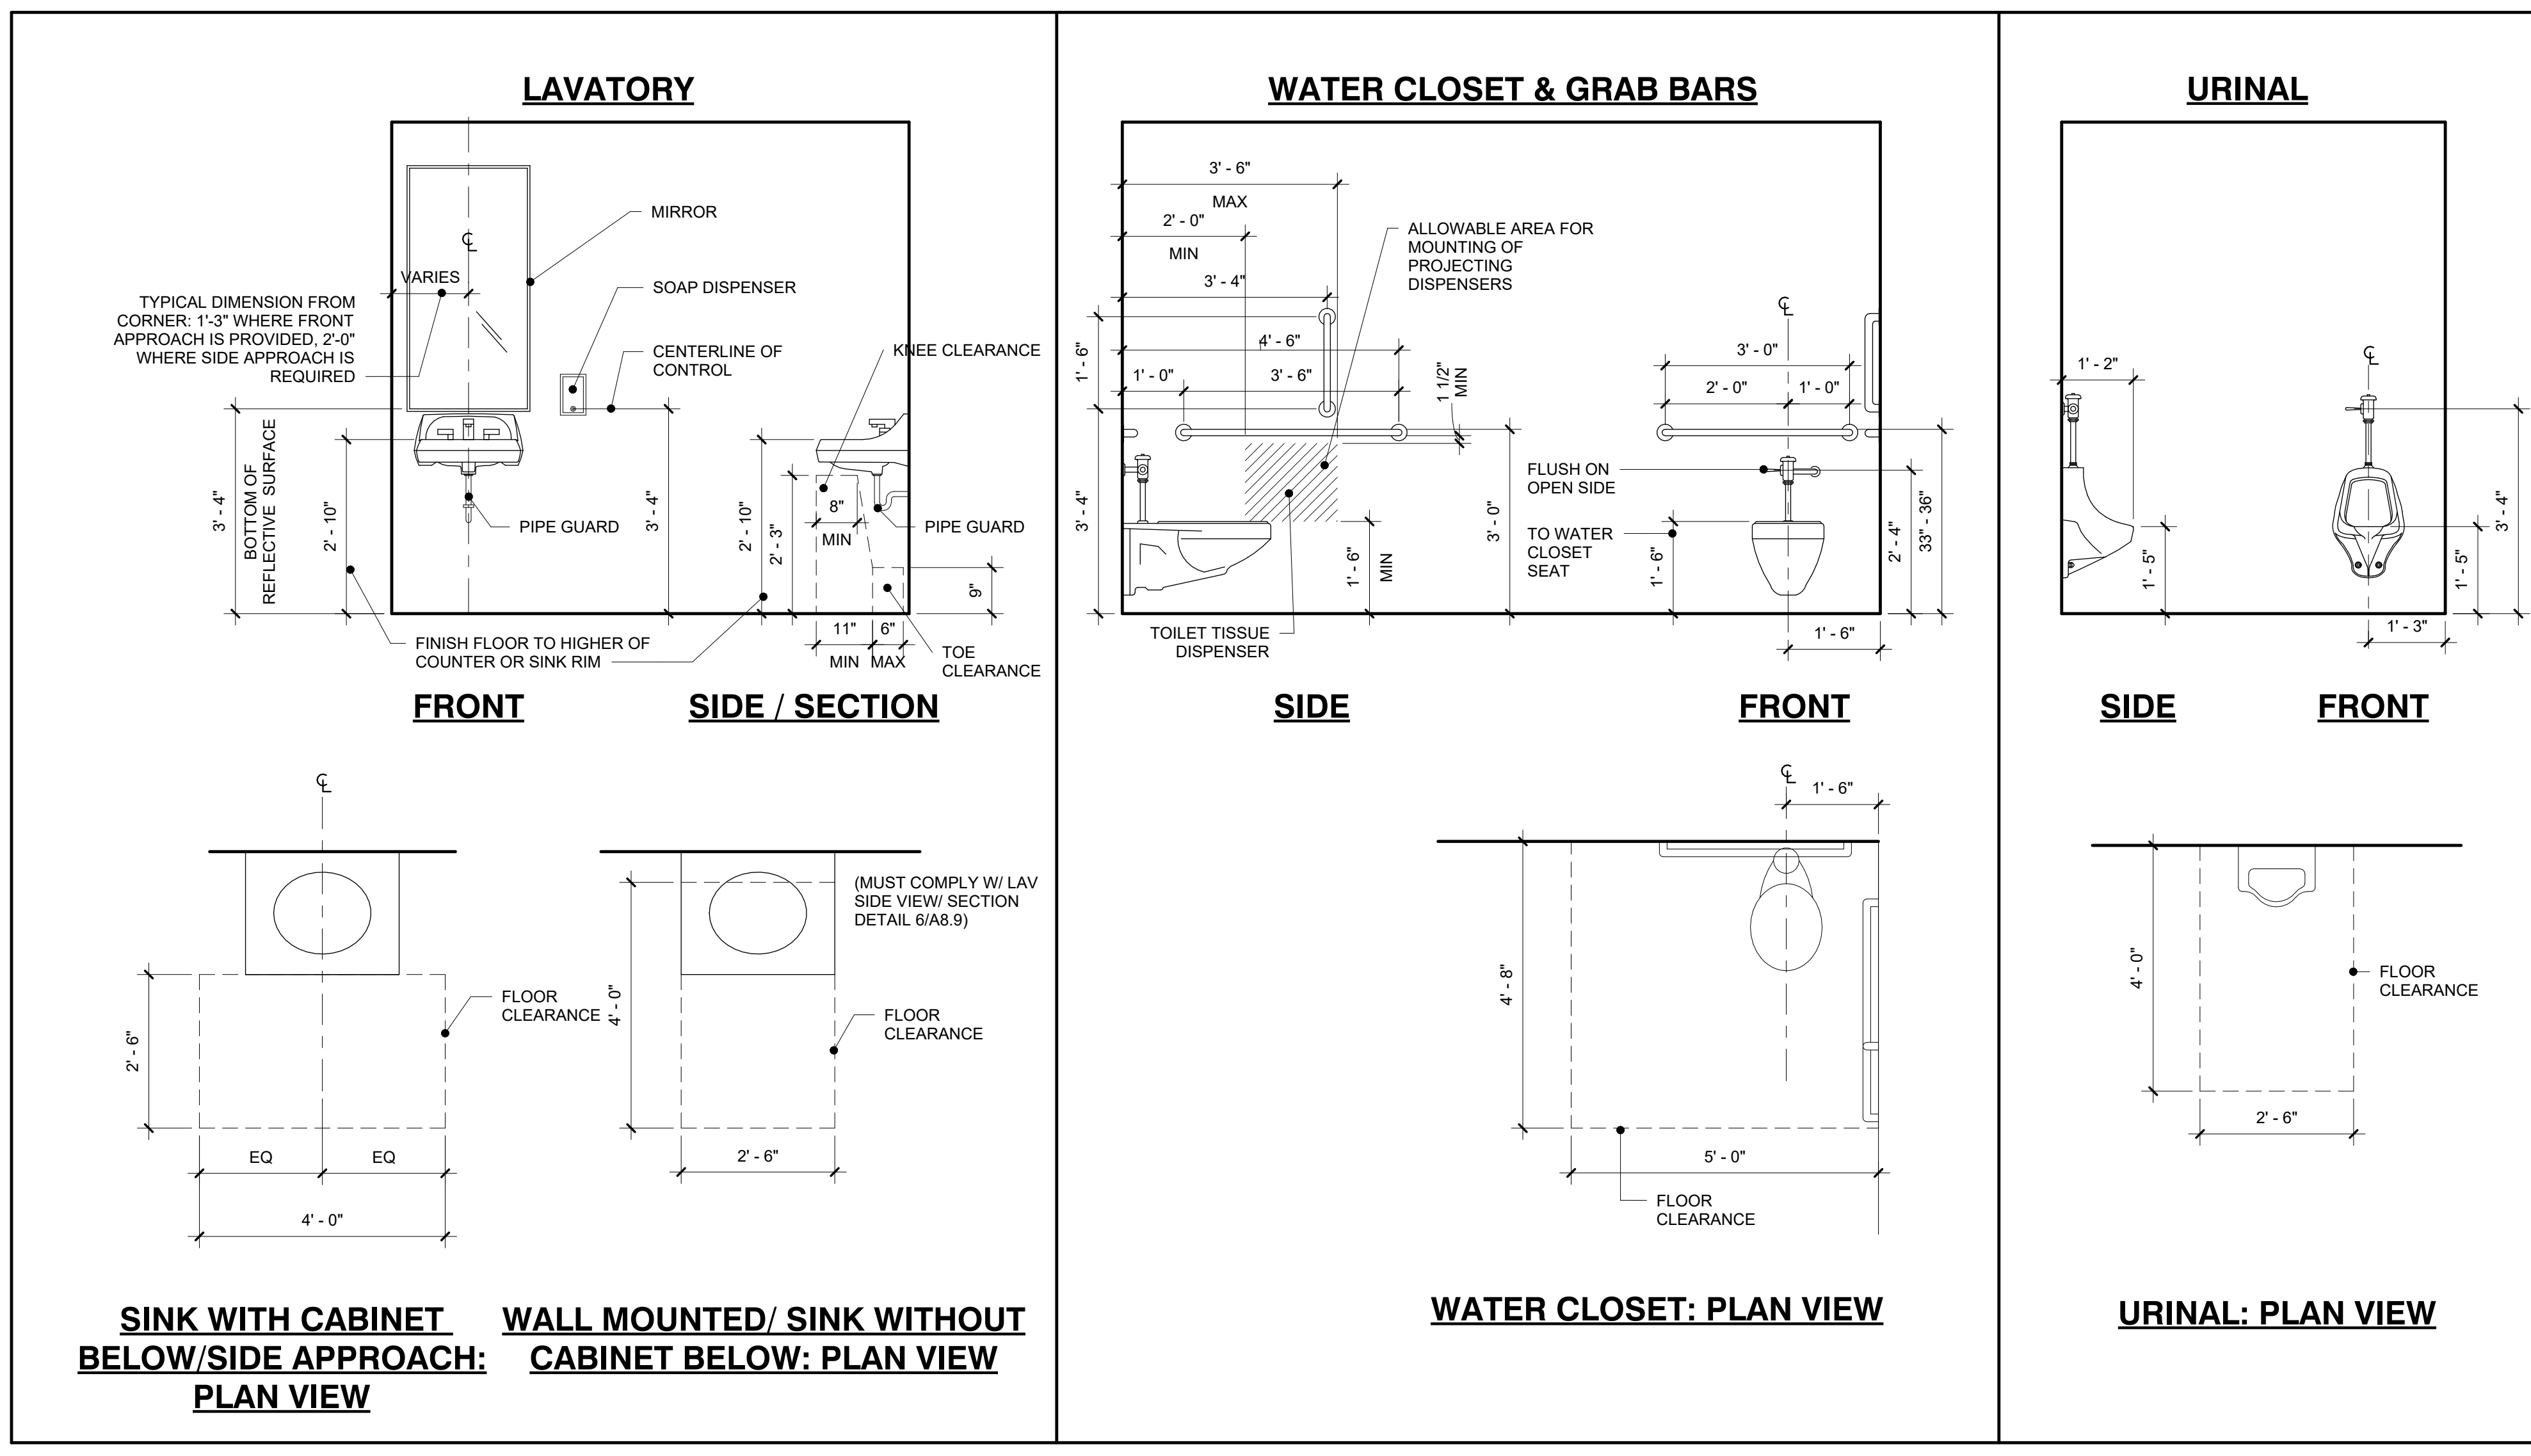 LAVATORY
MIRROR
℄
VARIES
SOAP DISPENSER
TYPICAL DIMENSION FROM
CORNER: 1'-3" WHERE FRONT
APPROACH IS PROVIDED, 2'-0"
WHERE SIDE APPROACH IS
REQUIRED
CENTERLINE OF
CONTROL
KNEE CLEARANCE
3' - 4"
BOTTOM OF
REFLECTIVE SURFACE
2' - 10"
PIPE GUARD
3' - 4"
2' - 10"
2' - 3"
8"
MIN
PIPE GUARD
9"
FINISH FLOOR TO HIGHER OF
COUNTER OR SINK RIM
11"
MIN
6"
MAX
TOE
CLEARANCE
FRONT
SIDE / SECTION
℄
2' - 6"
FLOOR
CLEARANCE
EQ
EQ
4' - 0"
SINK WITH CABINET
BELOW/SIDE APPROACH:
PLAN VIEW
(MUST COMPLY W/ LAV
SIDE VIEW/ SECTION
DETAIL 6/A8.9)
4' - 0"
FLOOR
CLEARANCE
2' - 6"
WALL MOUNTED/ SINK WITHOUT
CABINET BELOW: PLAN VIEW
WATER CLOSET & GRAB BARS
3' - 6"
MAX
2' - 0"
MIN
3' - 4"
ALLOWABLE AREA FOR
MOUNTING OF
PROJECTING
DISPENSERS
1' - 6"
4' - 6"
1' - 0"
3' - 6"
1 1/2"
MIN
3' - 4"
1' - 6"
MIN
3' - 0"
TOILET TISSUE
DISPENSER
℄
3' - 0"
2' - 0"
1' - 0"
FLUSH ON
OPEN SIDE
TO WATER
CLOSET
SEAT
1' - 6"
2' - 4"
33" - 36"
1' - 6"
SIDE
FRONT
℄
1' - 6"
4' - 8"
5' - 0"
FLOOR
CLEARANCE
WATER CLOSET: PLAN VIEW
URINAL
1' - 2"
℄
1' - 5"
3' - 4"
1' - 5"
1' - 3"
SIDE
FRONT
4' - 0"
FLOOR
CLEARANCE
2' - 6"
URINAL: PLAN VIEW